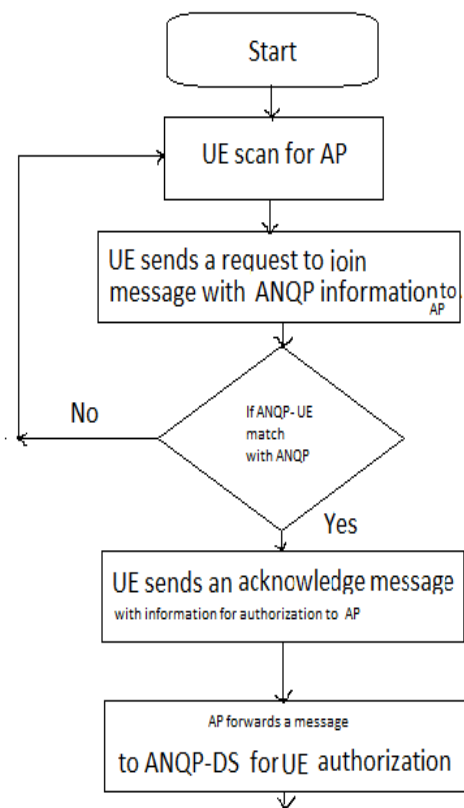 Start
UE scan for AP
UE sends a request to join
message with ANQP information to
AP
If ANQP- UE
match
with ANQP
No
Yes
UE sends an acknowledge message
with information for authorization to AP
AP forwards a message
to ANQP-DS for UE authorization